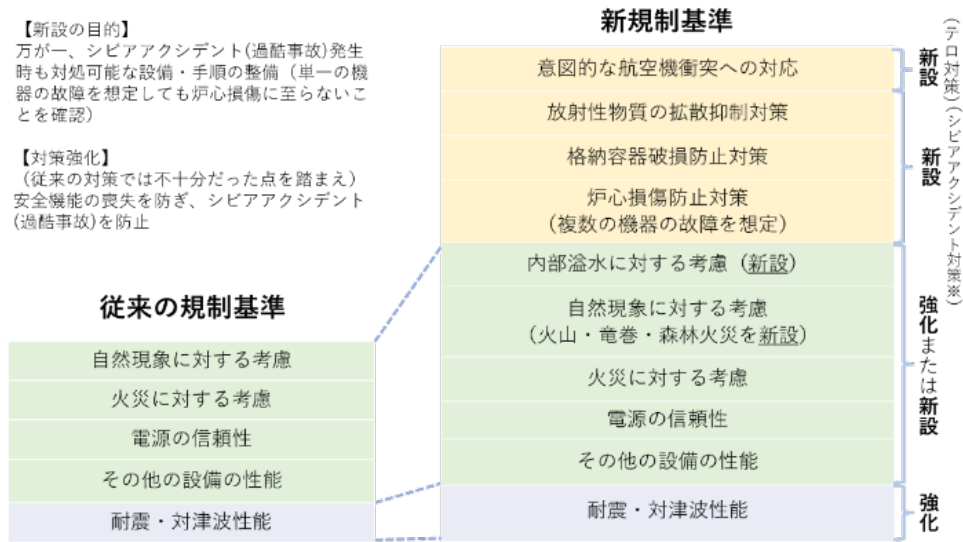 【新設の目的】
万が一、シビアアクシデント(過酷事故)発生
時も対処可能な設備・手順の整備（単一の機
器の故障を想定しても炉心損傷に至らないこ
とを確認）
【対策強化】
（従来の対策では不十分だった点を踏まえ）
安全機能の喪失を防ぎ、シビアアクシデント
(過酷事故)を防止
従来の規制基準
自然現象に対する考慮
火災に対する考慮
電源の信頼性
その他の設備の性能
耐震・対津波性能
新規制基準
意図的な航空機衝突への対応
放射性物質の拡散抑制対策
格納容器破損防止対策
炉心損傷防止対策
（複数の機器の故障を想定）
内部溢水に対する考慮（新設）
自然現象に対する考慮
（火山・竜巻・森林火災を新設）
火災に対する考慮
電源の信頼性
その他の設備の性能
耐震・対津波性能
新設
（テロ対策）
新設
（シビアアクシデント対策※）
強化または新設
強化